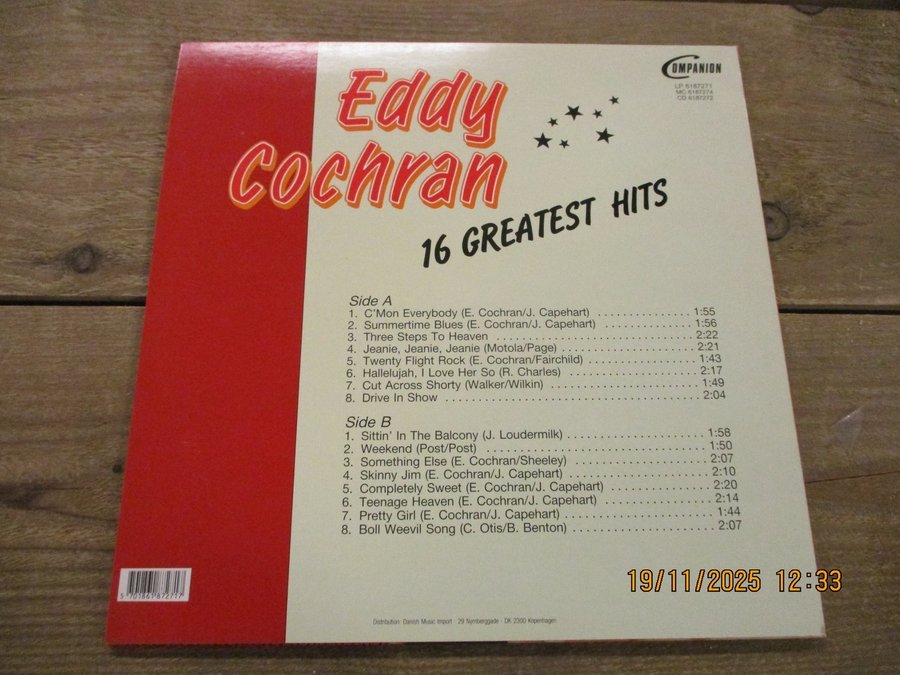 Eddy
Cochran
COMPANION
LP 6187271
MC 6187274
CD 6187272
16 GREATEST HITS
Side A
1. C'Mon Everybody (E. Cochran/J. Capehart) ................ 1:55
2. Summertime Blues (E. Cochran/J. Capehart) ............... 1:56
3. Three Steps To Heaven .................................. 2:22
4. Jeanie, Jeanie, Jeanie (Motola/Page) ..................... 2:21
5. Twenty Flight Rock (E. Cochran/Fairchild) ................. 1:43
6. Hallelujah, I Love Her So (R. Charles) ..................... 2:17
7. Cut Across Shorty (Walker/Wilkin) ........................ 1:49
8. Drive In Show .......................................... 2:04
Side B
1. Sittin' In The Balcony (J. Loudermilk) ...................... 1:58
2. Weekend (Post/Post) ................................... 1:50
3. Something Else (E. Cochran/Sheeley) .................... 2:07
4. Skinny Jim (E. Cochran/J. Capehart) ..................... 2:10
5. Completely Sweet (E. Cochran/J. Capehart) ............... 2:20
6. Teenage Heaven (E. Cochran/J. Capehart) ................ 2:14
7. Pretty Girl (E. Cochran/J. Capehart) ...................... 1:44
8. Boll Weevil Song (C. Otis/B. Benton) ..................... 2:07
5 701861 872717
19/11/2025 12:33
Distribution: Danish Music Import · 29 Nyrnberggade · DK 2300 Kopenhagen